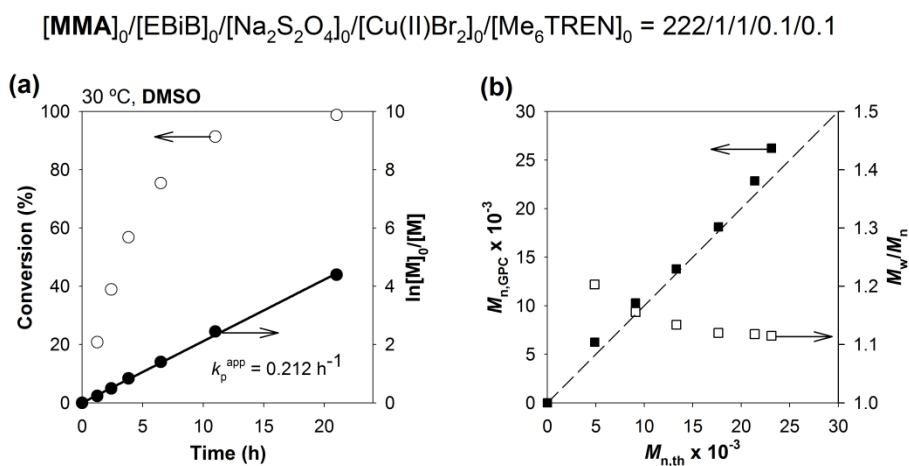 [MMA]₀/[EBiB]₀/[Na₂S₂O₄]₀/[Cu(II)Br₂]₀/[Me₆TREN]₀ = 222/1/1/0.1/0.1
(a)
30 ºC, DMSO
100
80
60
40
20
0
Conversion (%)
10
8
6
4
2
0
ln[M]₀/[M]
kₚᵃᵖᵖ = 0.212 h⁻¹
0 5 10 15 20
Time (h)
(b)
30
25
20
15
10
5
0
Mn,GPC x 10⁻³
1.5
1.4
1.3
1.2
1.1
1.0
Mw/Mn
0 5 10 15 20 25 30
Mn,th x 10⁻³